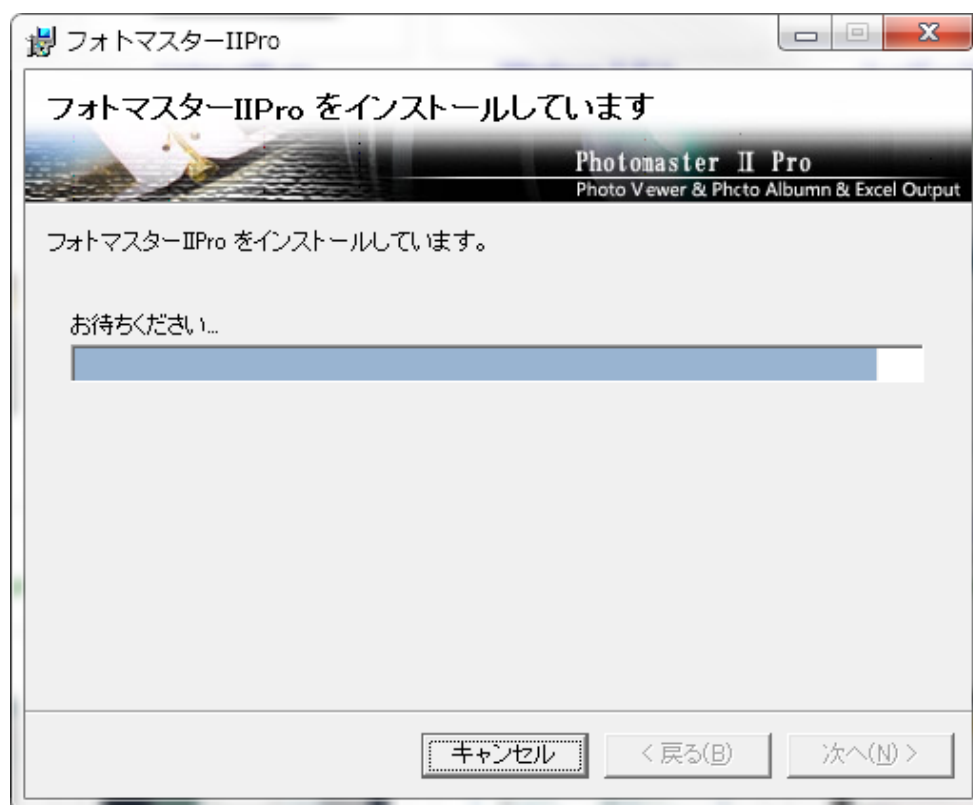 フォトマスターIIPro
フォトマスターIIPro をインストールしています
Photomaster II Pro
Photo Viewer & Photo Albumn & Excel Output
フォトマスターⅡPro をインストールしています。
お待ちください...
キャンセル
< 戻る(B)
次へ(N) >